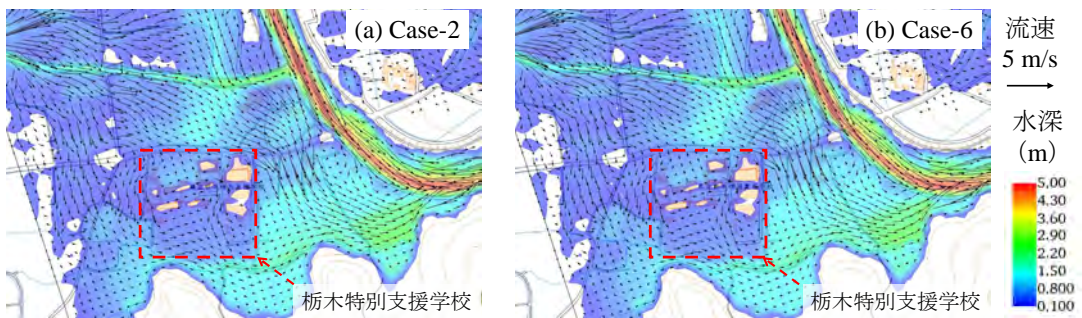 (a) Case-2
栃木特別支援学校
(b) Case-6
栃木特別支援学校
流速
5 m/s
水深
(m)
5.00
4.30
3.60
2.90
2.20
1.50
0.800
0.100